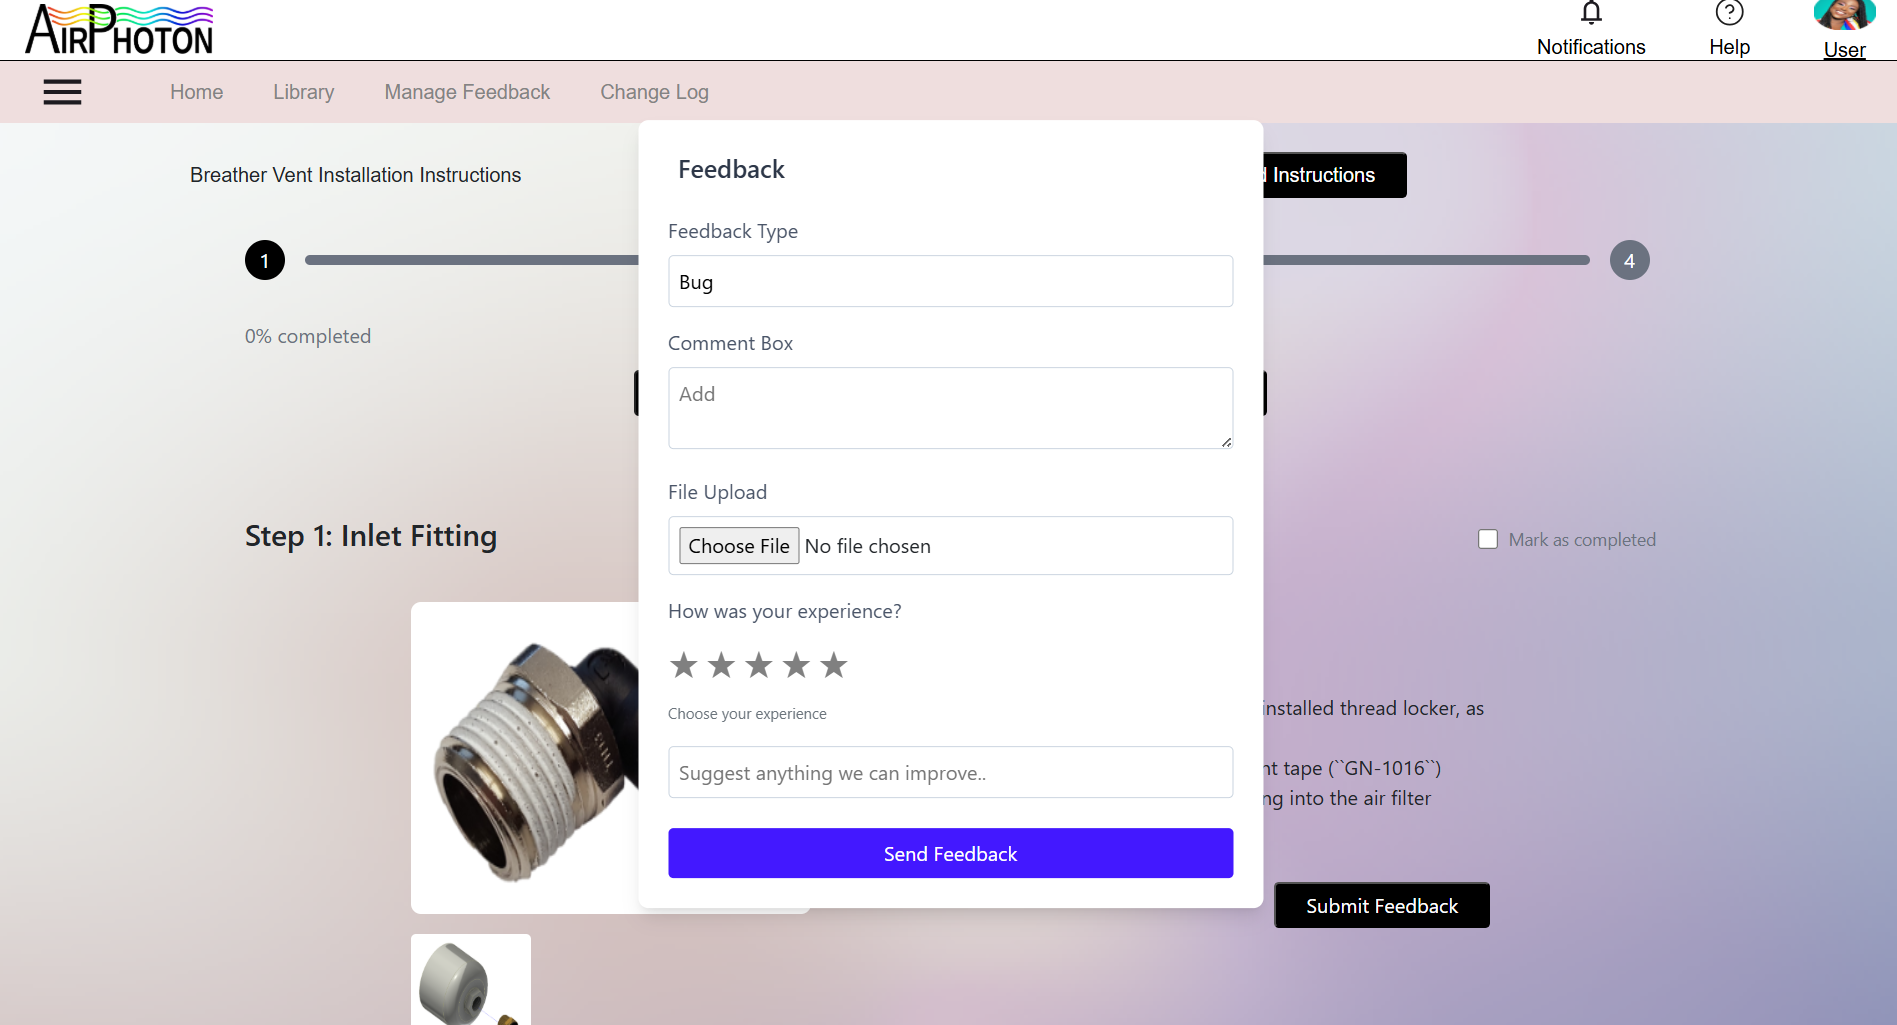 AIRPHOTON
Notifications
Help
User
Home
Library
Manage Feedback
Change Log
Breather Vent Installation Instructions
Instructions
1
4
0% completed
Feedback
Feedback Type
Bug
Comment Box
Add
File Upload
Choose File No file chosen
How was your experience?
Choose your experience
Suggest anything we can improve..
Send Feedback
Step 1: Inlet Fitting
Mark as completed
installed thread locker, as
nt tape (``GN-1016``)
ng into the air filter
Submit Feedback